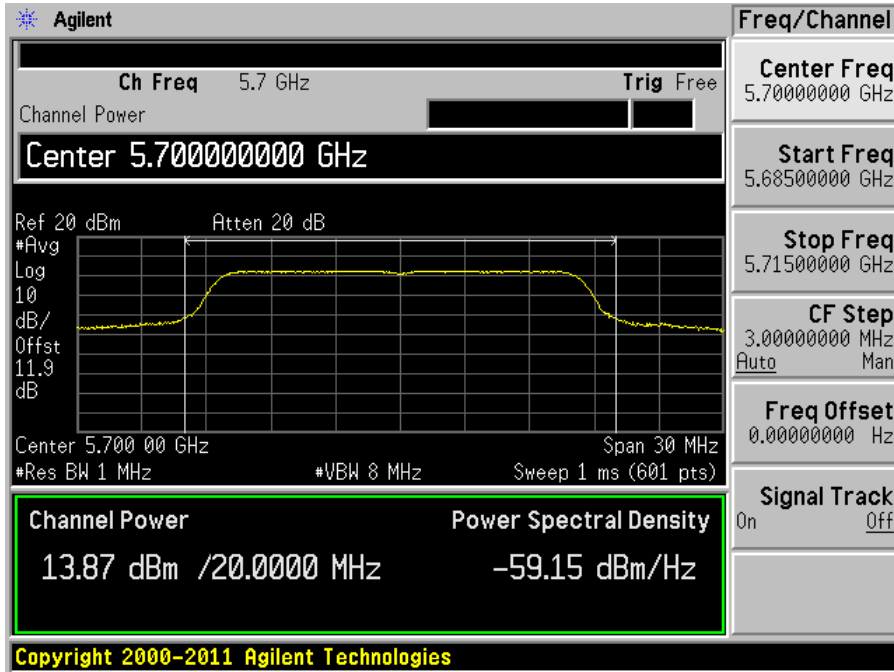 Agilent
Freq/Channel
Ch Freq 5.7 GHz Trig Free
Channel Power
Center 5.700000000 GHz
Ref 20 dBm Atten 20 dB
#Avg
Log
10
dB/
Offst
11.9
dB
Center 5.700 00 GHz Span 30 MHz
#Res BW 1 MHz #VBW 8 MHz Sweep 1 ms (601 pts)
Channel Power Power Spectral Density
13.87 dBm /20.0000 MHz -59.15 dBm/Hz
Copyright 2000-2011 Agilent Technologies
Center Freq
5.70000000 GHz
Start Freq
5.68500000 GHz
Stop Freq
5.71500000 GHz
CF Step
3.00000000 MHz
Auto Man
Freq Offset
0.00000000 Hz
Signal Track
On Off